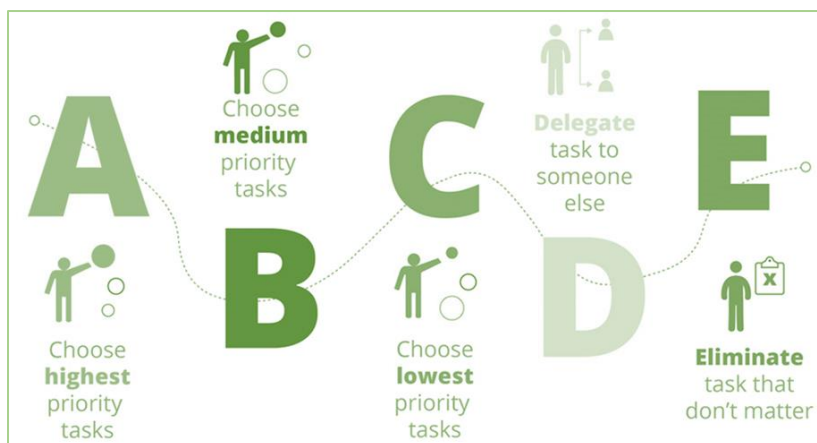 A
Choose
highest
priority
tasks
Choose
medium
priority
tasks
B
C
Choose
lowest
priority
tasks
Delegate
task to
someone
else
D
E
X
Eliminate
task that
don't matter